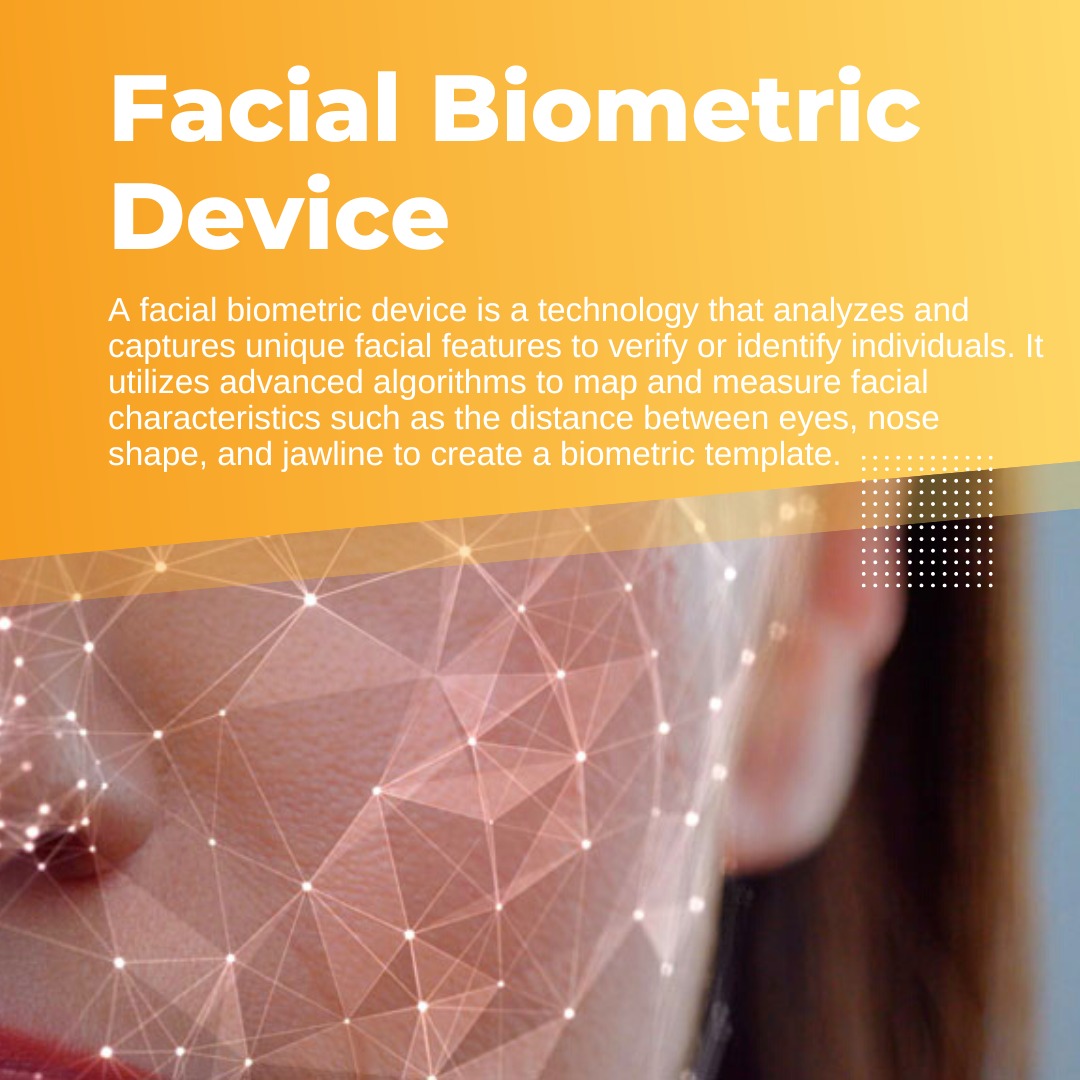 Facial Biometric
Device
A facial biometric device is a technology that analyzes and
captures unique facial features to verify or identify individuals. It
utilizes advanced algorithms to map and measure facial
characteristics such as the distance between eyes, nose
shape, and jawline to create a biometric template.